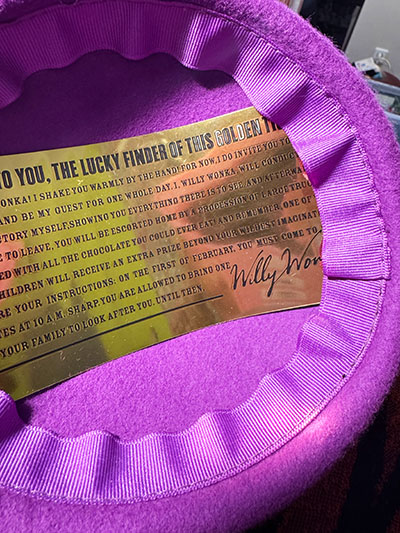 TO YOU, THE LUCKY FINDER OF THIS GOLDEN TI
ONKA! I SHAKE YOU WARMLY BY THE HAND! FOR NOW, I DO INVITE YOU T
AND BE MY GUEST FOR ONE WHOLE DAY. I, WILLY WONKA, WILL CONDUC
TORY MYSELF, SHOWING YOU EVERYTHING THERE IS TO SEE AND AFTERWA
E TO LEAVE, YOU WILL BE ESCORTED HOME BY A PROCESSION OF LARGE TRUC
ED WITH ALL THE CHOCOLATE YOU COULD EVER EAT! AND REMEMBER, ONE OF
HILDREN WILL RECEIVE AN EXTRA PRIZE BEYOND YOUR WILDEST IMAGINAT
RE YOUR INSTRUCTIONS: ON THE FIRST OF FEBRUARY, YOU MUST COME TO
TES AT 10 A.M. SHARP. YOU ARE ALLOWED TO BRING ONE
YOUR FAMILY TO LOOK AFTER YOU. UNTIL THEN,
Willy Won